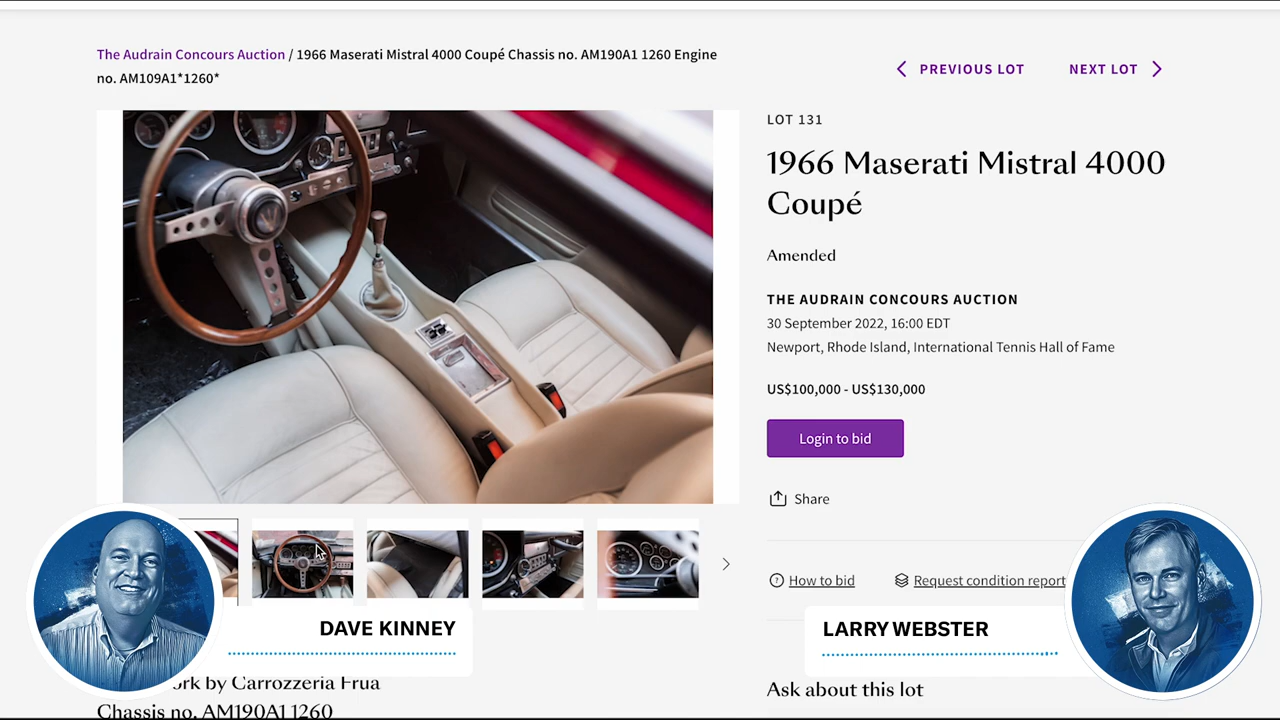 The Audrain Concours Auction / 1966 Maserati Mistral 4000 Coupé Chassis no. AM190A1 1260 Engine
no. AM109A1*1260*
PREVIOUS LOT
NEXT LOT
LOT 131
1966 Maserati Mistral 4000
Coupé
Amended
THE AUDRAIN CONCOURS AUCTION
30 September 2022, 16:00 EDT
Newport, Rhode Island, International Tennis Hall of Fame
US$100,000 - US$130,000
Login to bid
Share
How to bid
Request condition report
DAVE KINNEY
LARRY WEBSTER
by Carrozzeria Frua
Chassis no. AM190A1 1260
Ask about this lot